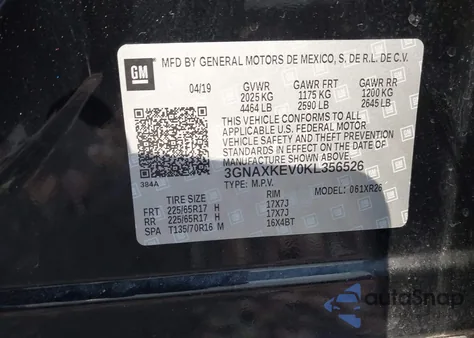 GM
MFD BY GENERAL MOTORS DE MEXICO, S. DE R.L. DE C.V.
04/19 GVWR GAWR FRT GAWR RR
2025 KG 1175 KG 1200 KG
4464 LB 2590 LB 2645 LB
THIS VEHICLE CONFORMS TO ALL
APPLICABLE U.S. FEDERAL MOTOR
VEHICLE SAFETY AND THEFT PREVENTION
STANDARDS IN EFFECT ON THE DATE OF
MANUFACTURE SHOWN ABOVE.
384A
3GNAXKEV0KL356526
TYPE: M.P.V. MODEL: 061XR26
TIRE SIZE RIM
FRT 225/65R17 H 17X7J
RR 225/65R17 H 17X7J
SPA T135/70R16 M 16X4BT
autoSnap